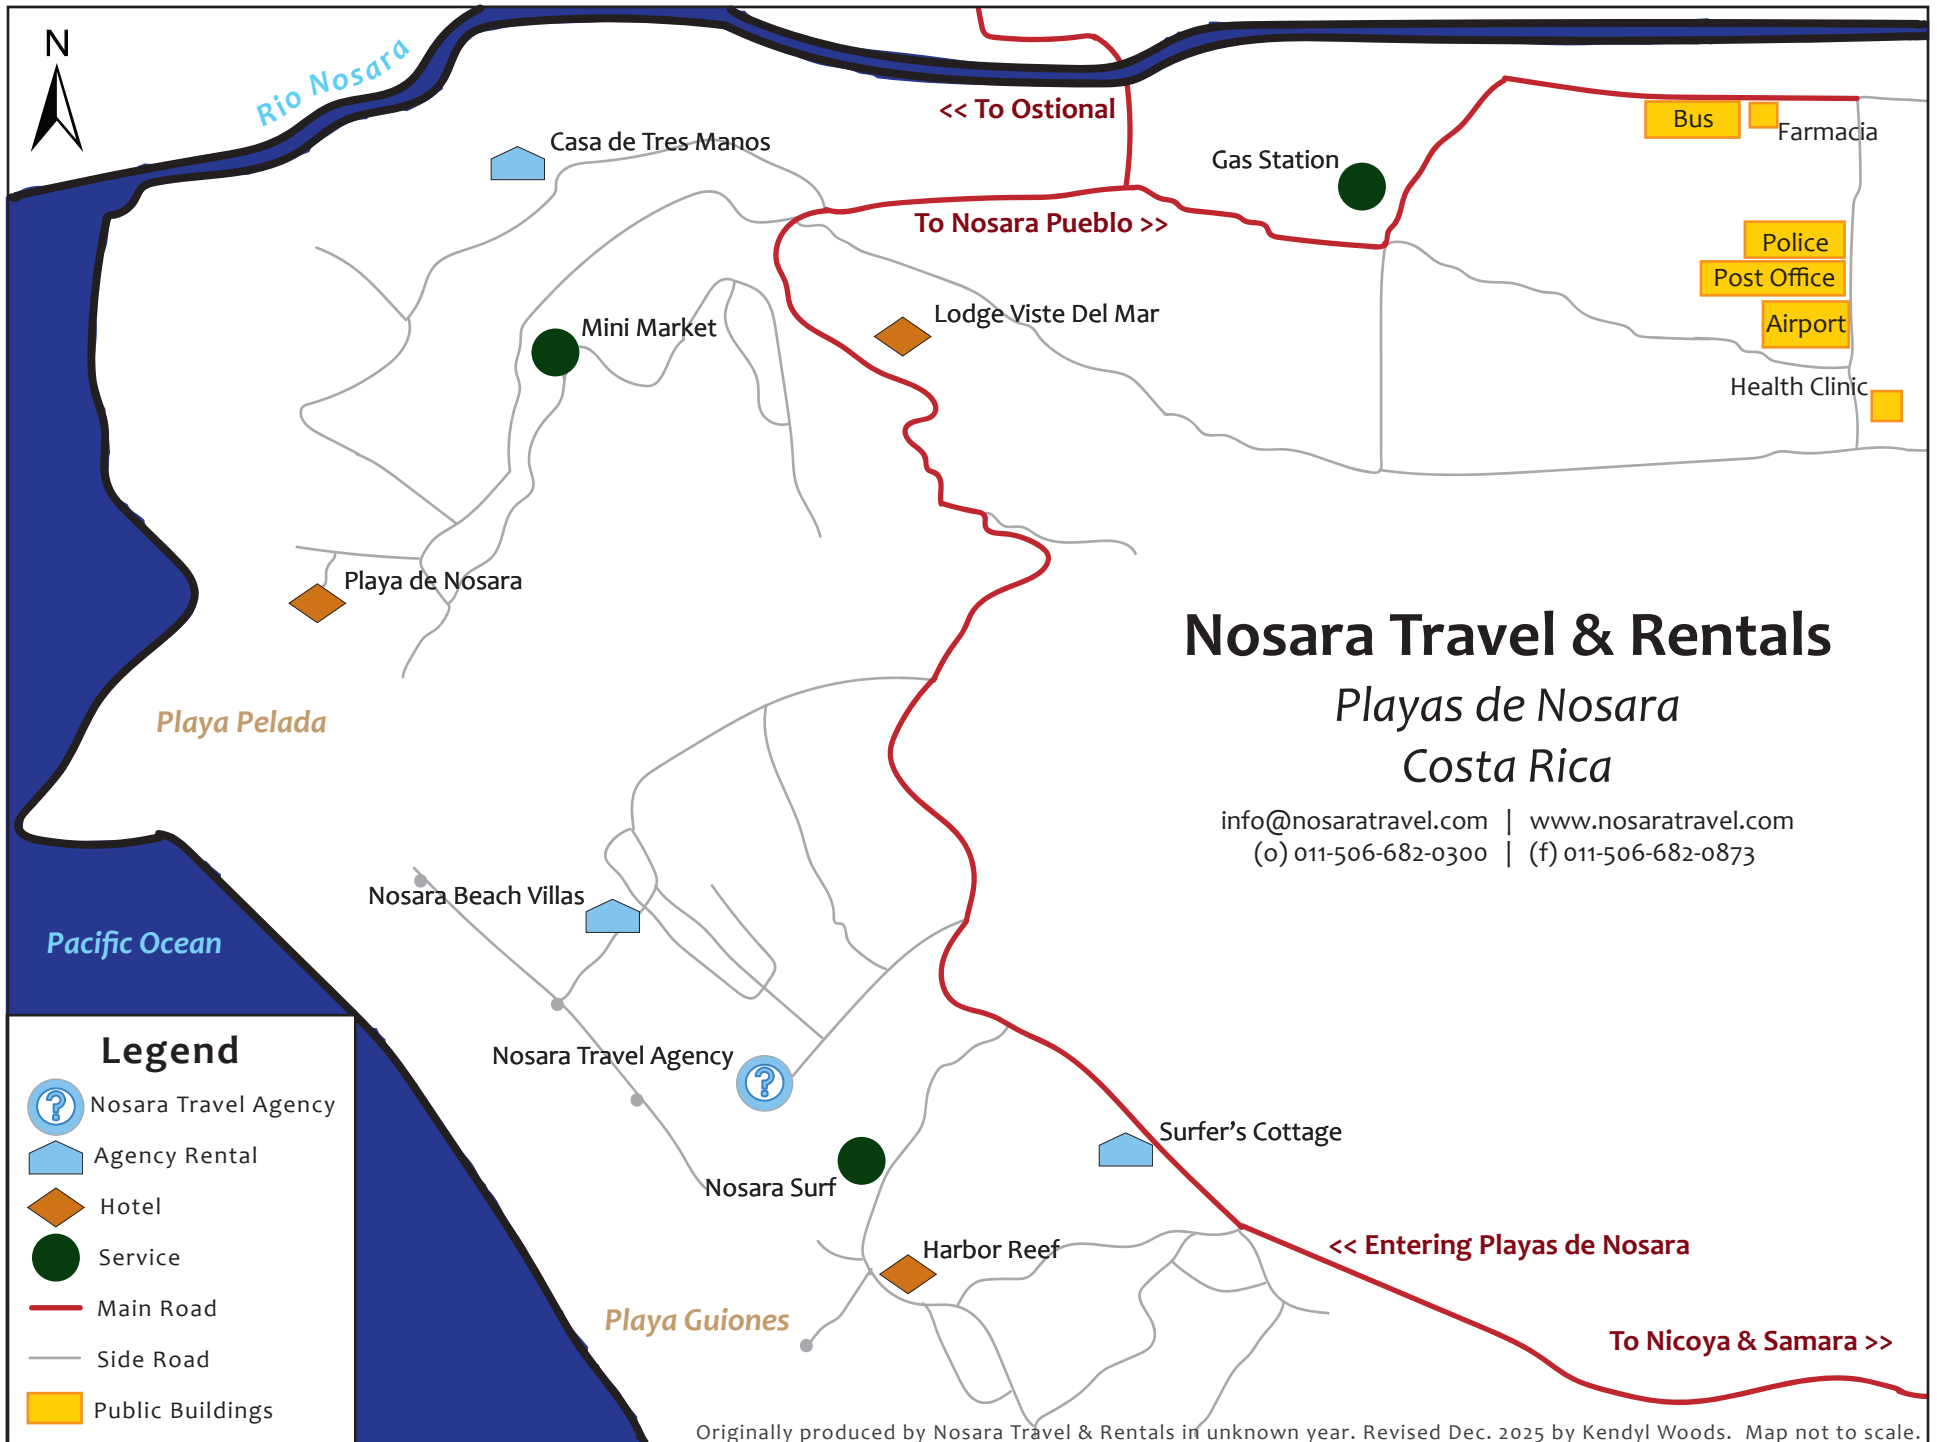 N
Rio Nosara
<< To Ostional
Casa de Tres Manos
Bus
Farmacia
Gas Station
To Nosara Pueblo >>
Police
Post Office
Airport
Lodge Viste Del Mar
Mini Market
Health Clinic
Playa de Nosara
Nosara Travel & Rentals
Playas de Nosara
Costa Rica
info@nosaratravel.com | www.nosaratravel.com
(o) 011-506-682-0300 | (f) 011-506-682-0873
Playa Pelada
Nosara Beach Villas
Pacific Ocean
Nosara Travel Agency
?
Surfer's Cottage
Nosara Surf
Harbor Reef
<< Entering Playas de Nosara
Playa Guiones
To Nicoya & Samara >>
Legend
? Nosara Travel Agency
Agency Rental
Hotel
Service
Main Road
Side Road
Public Buildings
Originally produced by Nosara Travel & Rentals in unknown year. Revised Dec. 2025 by Kendyl Woods. Map not to scale.